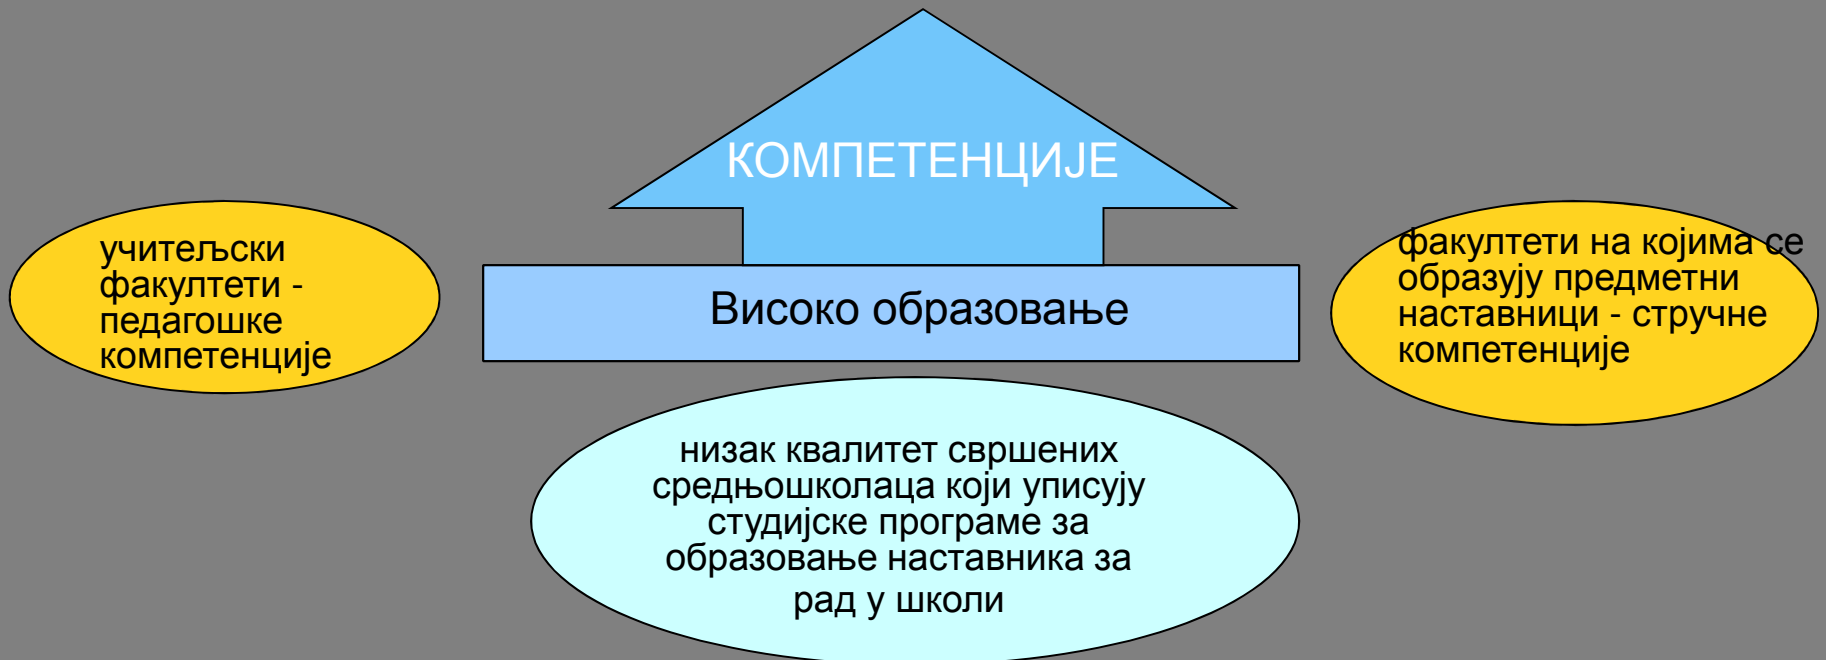 КОМПЕТЕНЦИЈЕ
учитељски
факултети -
педагошке
компетенције
Високо образовање
факултети на којима се
образују предметни
наставници - стручне
компетенције
низак квалитет свршених
средњошколаца који уписују
студијске програме за
образовање наставника за
рад у школи